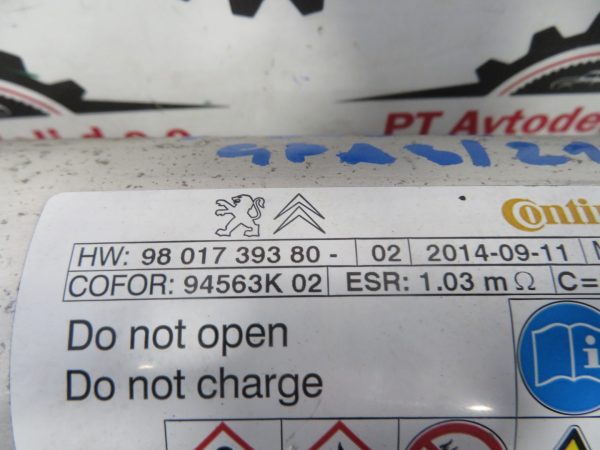 PT Avtode
Contin
HW: 98 017 393 80 - 02 2014-09-11
COFOR: 94563K 02 ESR: 1.03 m Ω C=
Do not open
Do not charge